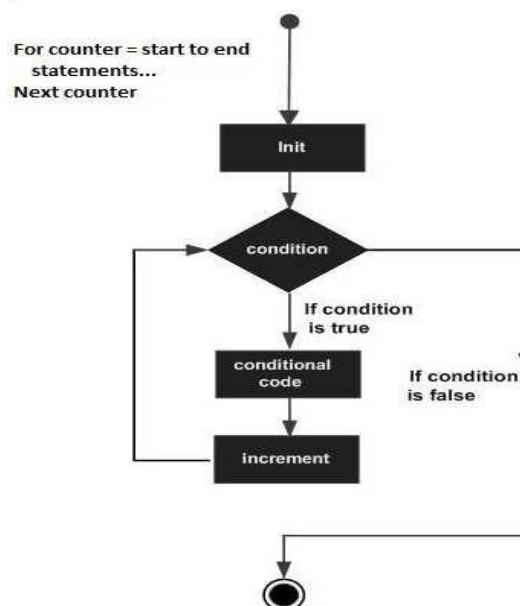 For counter = start to end
statements...
Next counter
Init
condition
If condition
is true
conditional
code
If condition
is false
increment